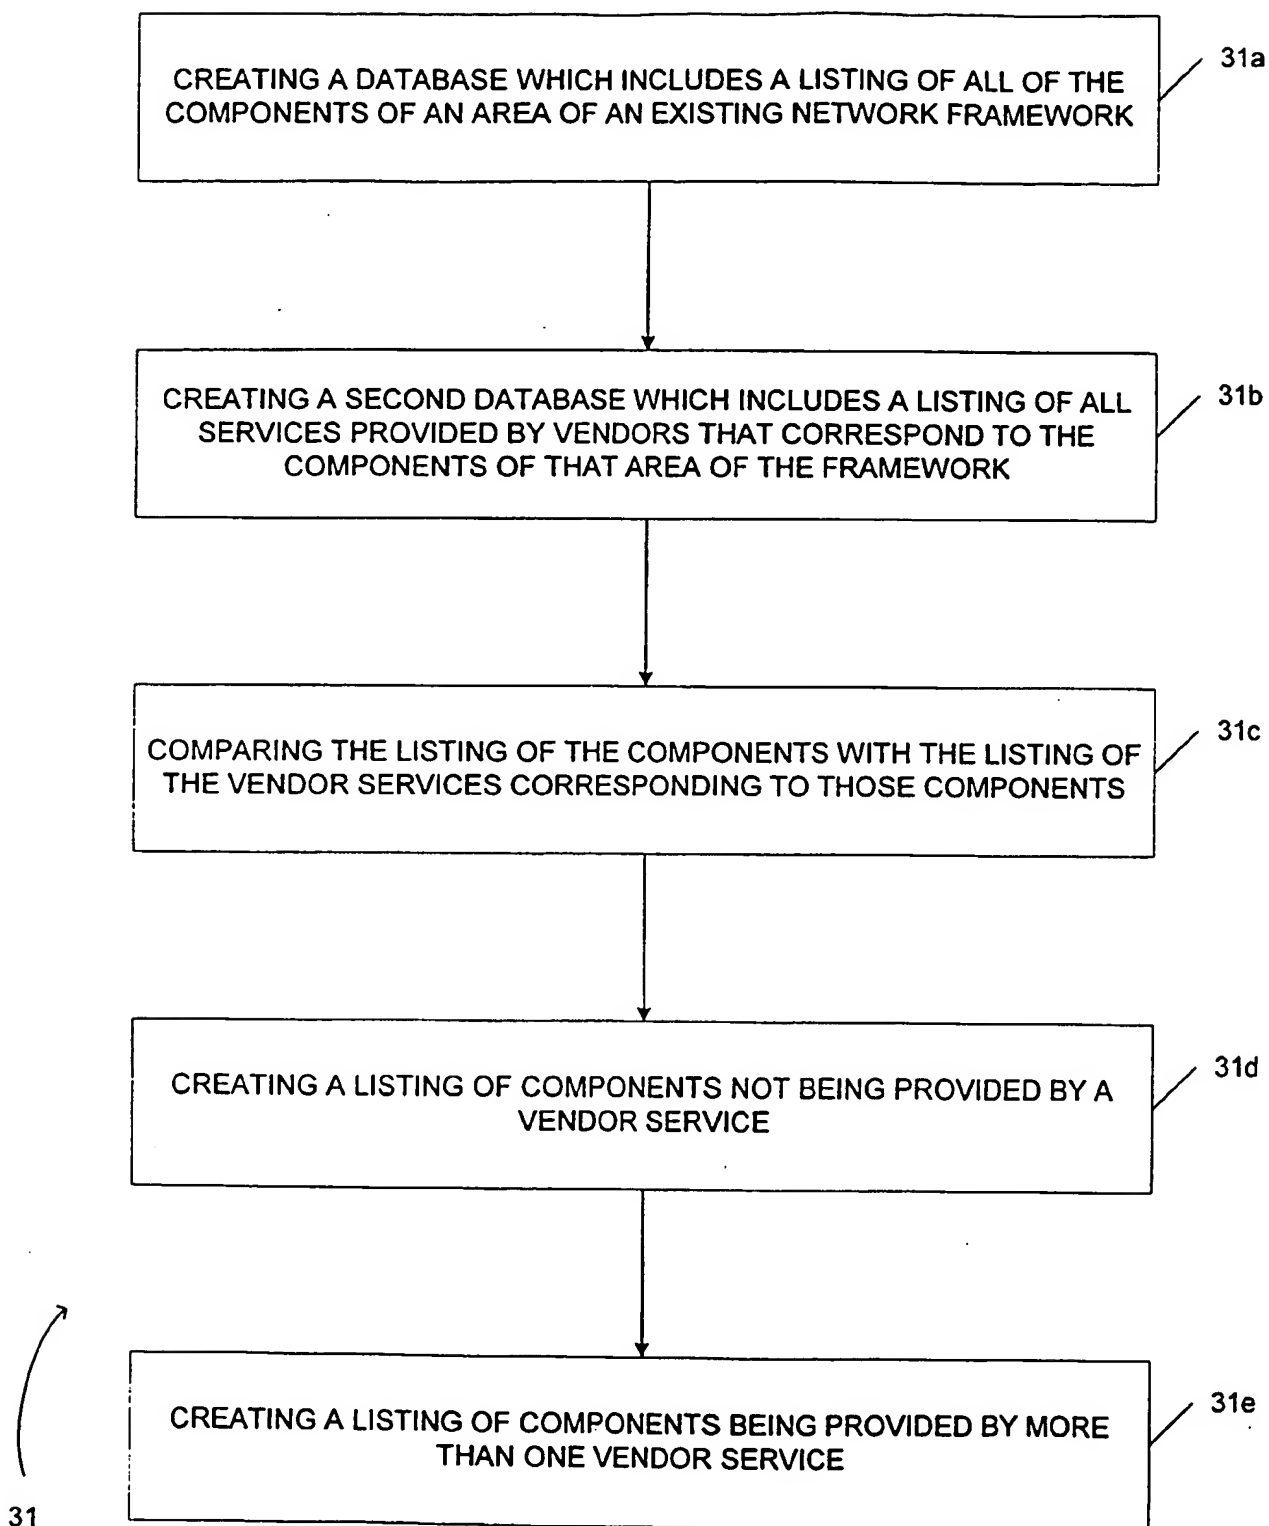 31a
CREATING A DATABASE WHICH INCLUDES A LISTING OF ALL OF THE
COMPONENTS OF AN AREA OF AN EXISTING NETWORK FRAMEWORK
31b
CREATING A SECOND DATABASE WHICH INCLUDES A LISTING OF ALL
SERVICES PROVIDED BY VENDORS THAT CORRESPOND TO THE
COMPONENTS OF THAT AREA OF THE FRAMEWORK
31c
COMPARING THE LISTING OF THE COMPONENTS WITH THE LISTING OF
THE VENDOR SERVICES CORRESPONDING TO THOSE COMPONENTS
31d
CREATING A LISTING OF COMPONENTS NOT BEING PROVIDED BY A
VENDOR SERVICE
31e
CREATING A LISTING OF COMPONENTS BEING PROVIDED BY MORE
THAN ONE VENDOR SERVICE
31